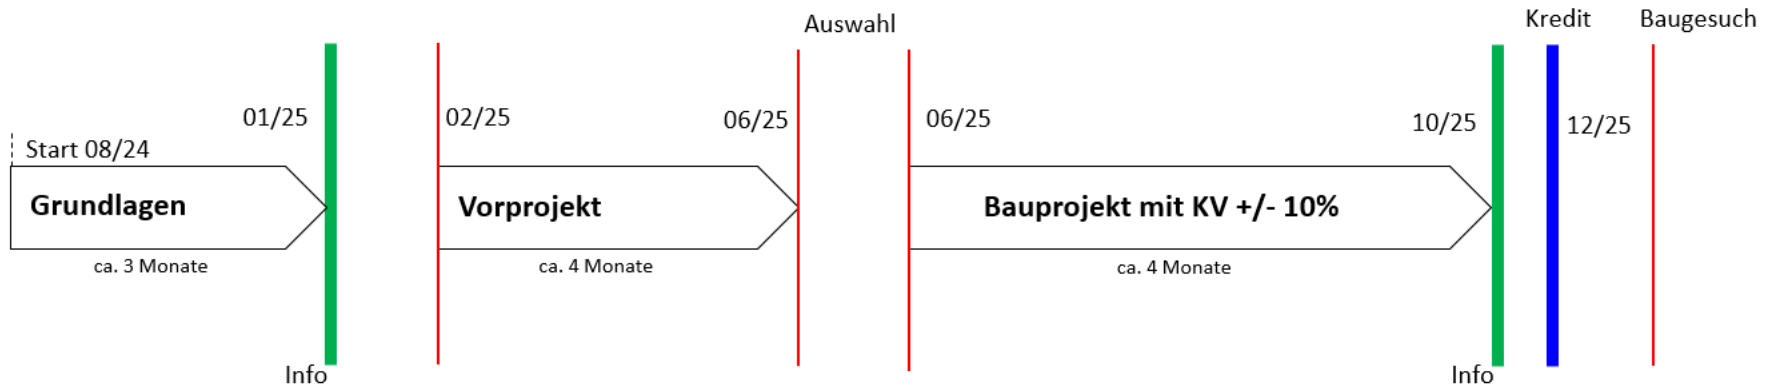 Auswahl
Kredit
Baugesuch
01/25
02/25
06/25
06/25
10/25
12/25
Start 08/24
Grundlagen
Vorprojekt
Bauprojekt mit KV +/- 10%
ca. 3 Monate
ca. 4 Monate
ca. 4 Monate
Info
Info